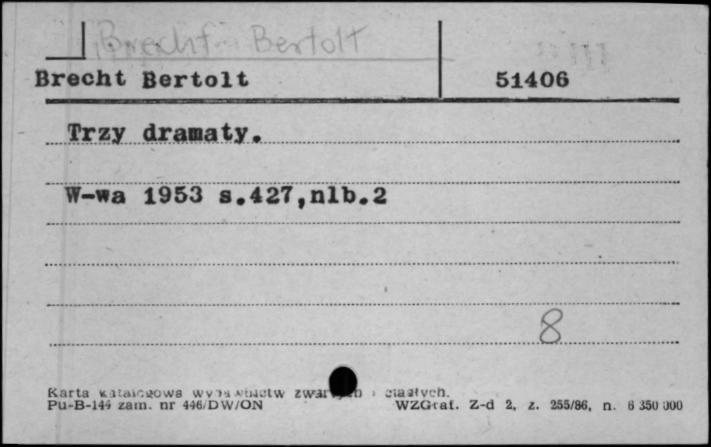 Brecht Bertolt
Brecht Bertolt 51406
Trzy dramaty.
W-wa 1953 s.427,nlb.2
8
Karta katalogowa wydawnictw zwartych i ciągłych.
Pu-B-144 zam. nr 446/DW/ON WZGraf. Z-d 2, z. 255/86, n. 6 350 000